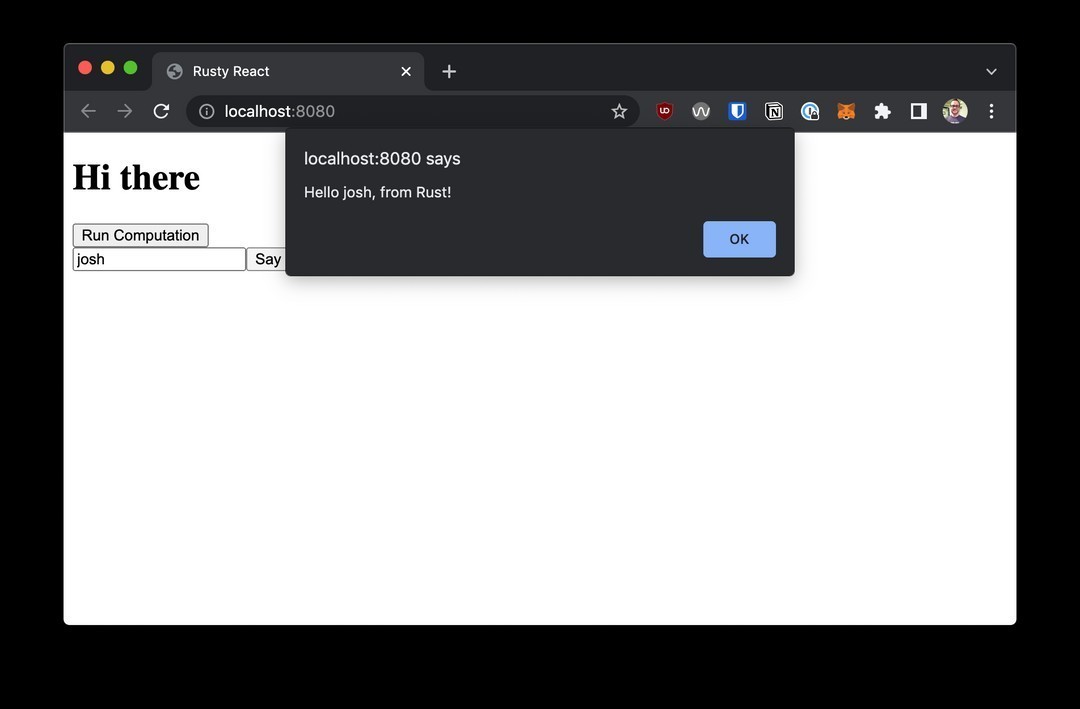 Rusty React
localhost:8080
localhost:8080 says
Hello josh, from Rust!
OK
Hi there
Run Computation
josh
Say